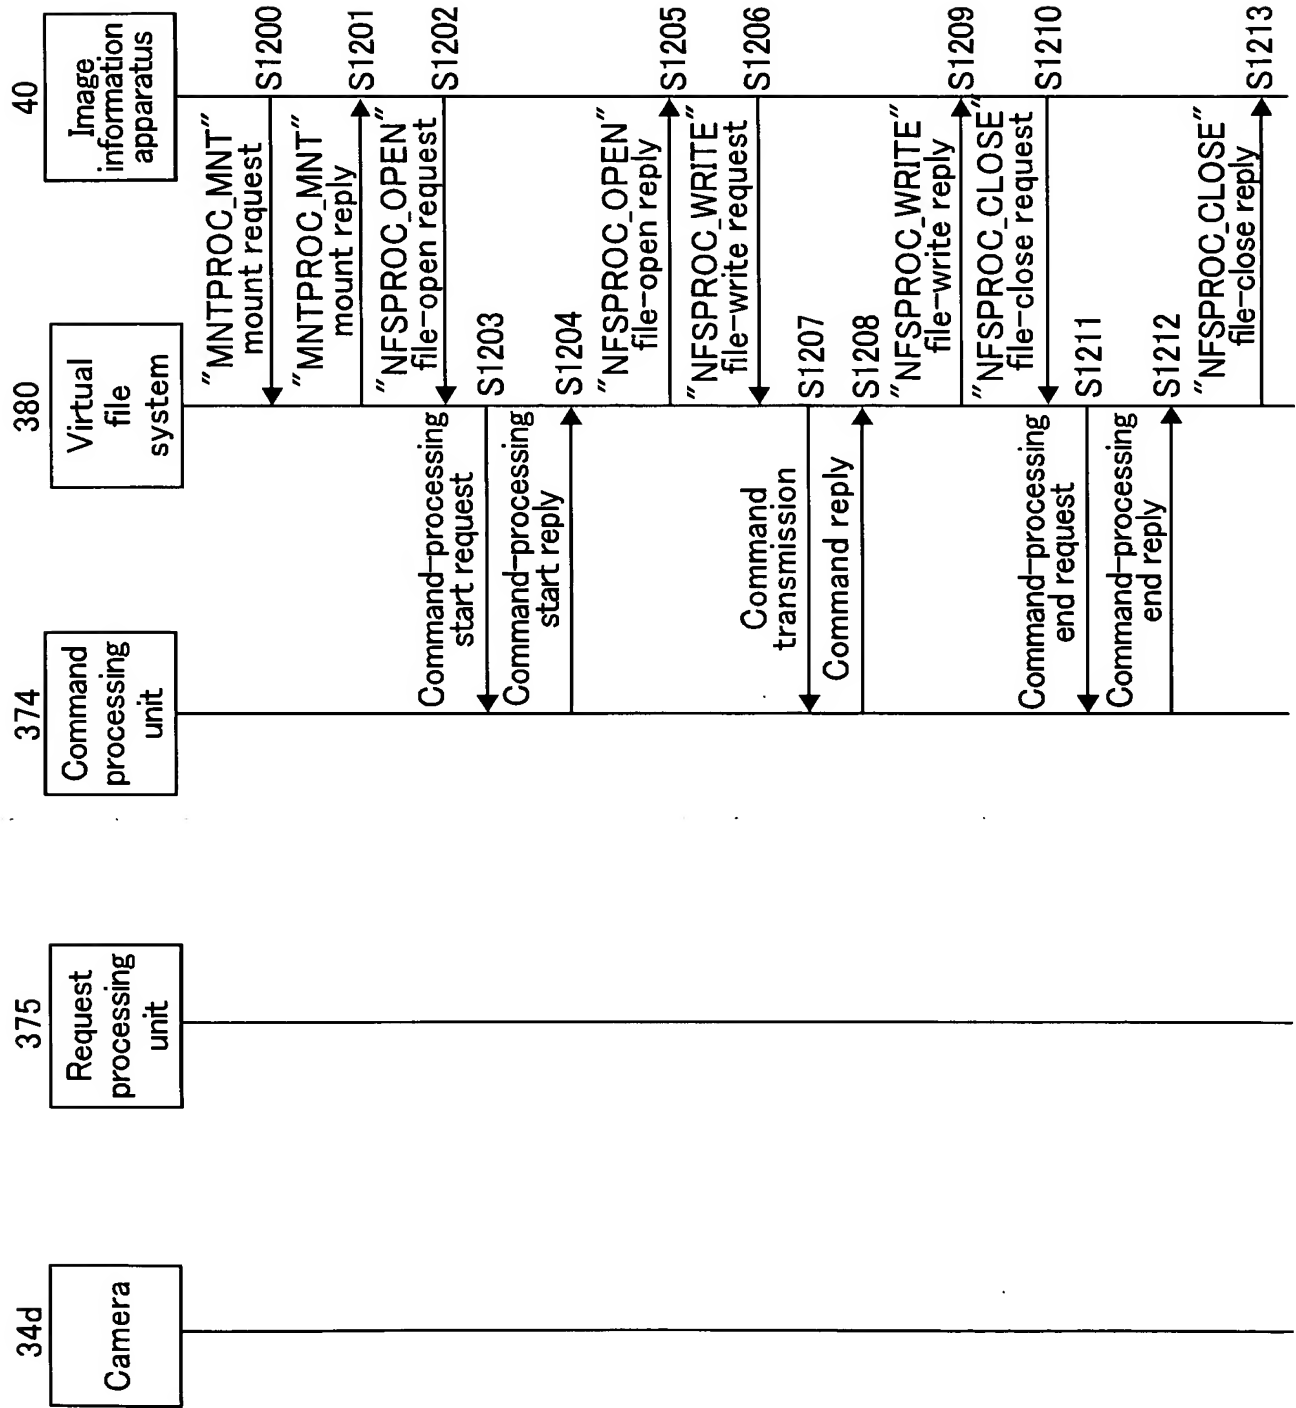 34d
Camera
375
Request
processing
unit
374
Command
processing
unit
380
Virtual
file
system
40
Image
information
apparatus
"MNTPROC_MNT"
mount request
S1200
"MNTPROC_MNT"
mount reply
S1201
"NFSPROC_OPEN"
file-open request
S1202
Command-processing
start request
S1203
Command-processing
start reply
S1204
"NFSPROC_OPEN"
file-open reply
S1205
"NFSPROC_WRITE"
file-write request
S1206
Command
transmission
S1207
Command reply
S1208
"NFSPROC_WRITE"
file-write reply
S1209
"NFSPROC_CLOSE"
file-close request
S1210
Command-processing
end request
S1211
Command-processing
end reply
S1212
"NFSPROC_CLOSE"
file-close reply
S1213